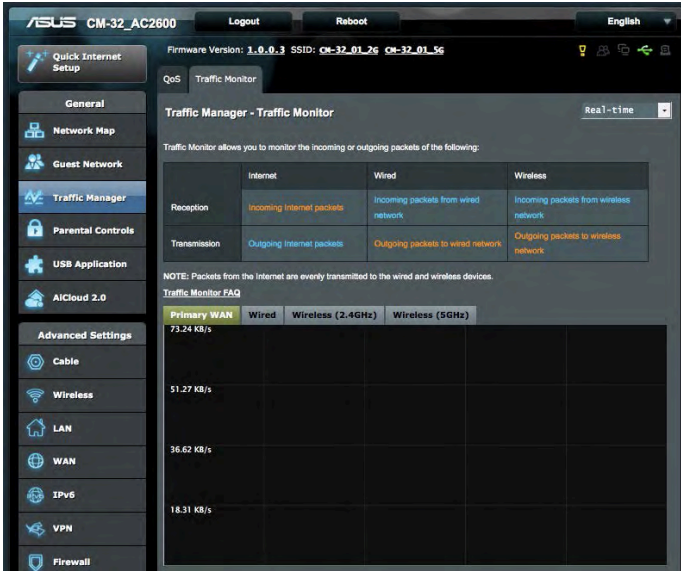 ASUS CM-32_AC2600 Logout Reboot English
Quick Internet
Setup
Firmware Version: 1.0.0.3 SSID: CM-32_01_2G CM-32_01_5G
QoS Traffic Monitor
General
Network Map
Guest Network
Traffic Manager
Parental Controls
USB Application
AiCloud 2.0
Advanced Settings
Cable
Wireless
LAN
WAN
IPv6
VPN
Firewall
Traffic Manager - Traffic Monitor
Real-time
Traffic Monitor allows you to monitor the incoming or outgoing packets of the following:
Internet Wired Wireless
Reception Incoming Internet packets Incoming packets from wired network Incoming packets from wireless network
Transmission Outgoing Internet packets Outgoing packets to wired network Outgoing packets to wireless network
NOTE: Packets from the Internet are evenly transmitted to the wired and wireless devices.
Traffic Monitor FAQ
Primary WAN Wired Wireless (2.4GHz) Wireless (5GHz)
73.24 KB/s
51.27 KB/s
36.62 KB/s
18.31 KB/s